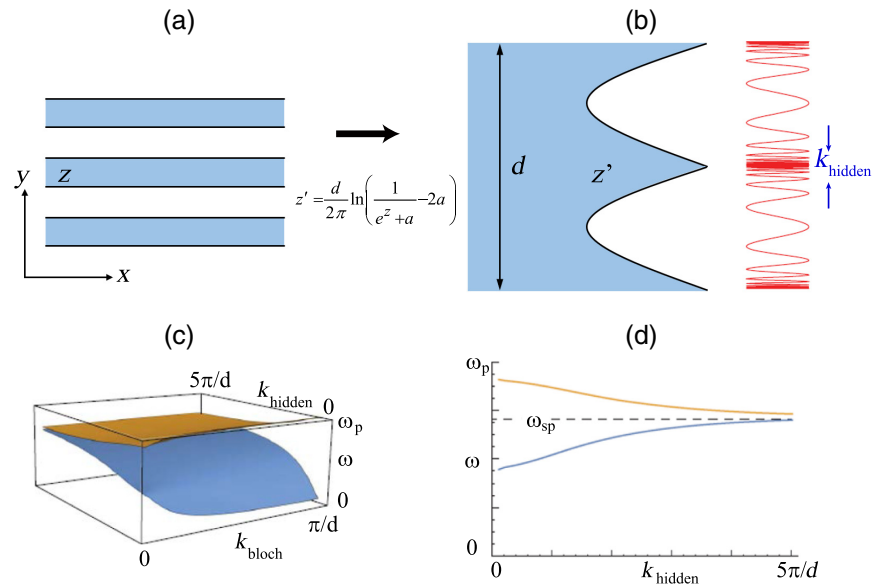 (a)
(b)
y
z
x
z' = d/2π ln(1/(e^z+a) −2a)
d
z'
k_hidden
(c)
(d)
5π/d
k_hidden
0
ω_p
ω
0
π/d
k_bloch
0
ω_p
ω_sp
ω
0
0
k_hidden
5π/d